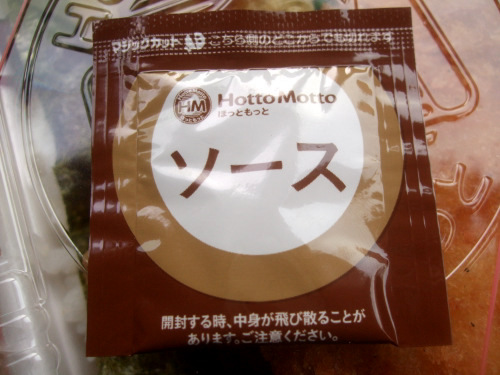 マジックカット こちら側のどこからでも切れます
HM
HottoMotto
ほっともっと
ソース
開封する時、中身が飛び散ることが
あります。ご注意ください。